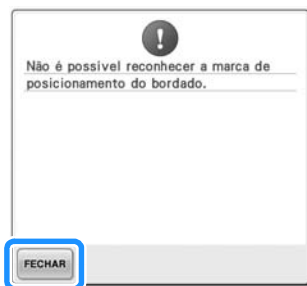 Não é possível reconhecer a marca de
posicionamento do bordado.
FECHAR